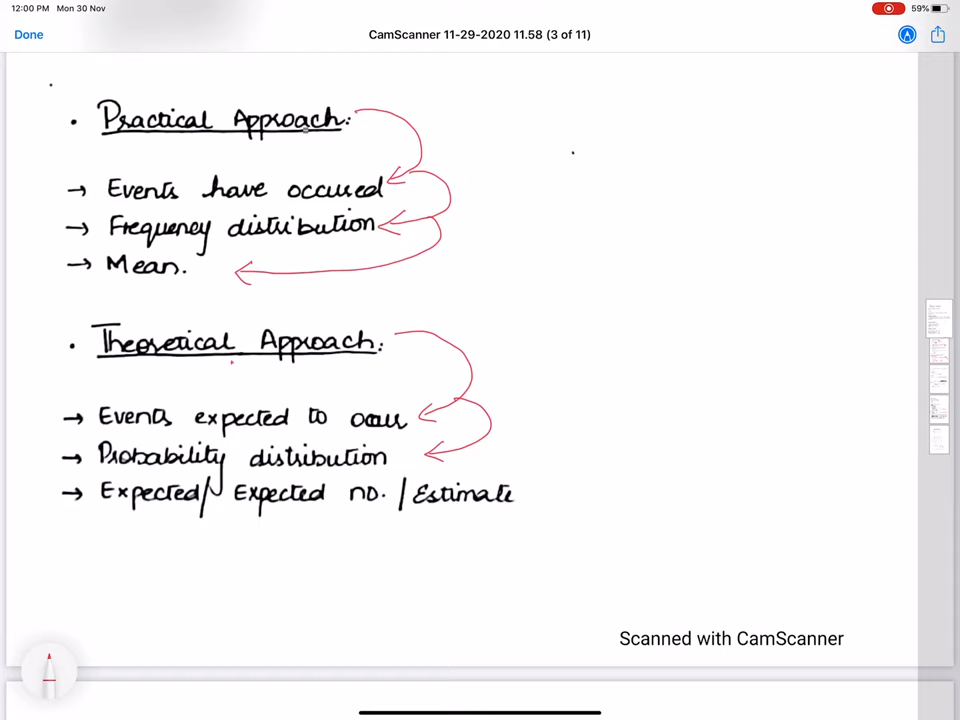 12:00 PM Mon 30 Nov
59%
Done
CamScanner 11-29-2020 11.58 (3 of 11)
• Practical Approach:
→ Events have occured
→ Frequency distribution
→ Mean.
• Theoretical Approach:
→ Events expected to occur
→ Probability distribution
→ Expected/ Expected no. / Estimate
Scanned with CamScanner